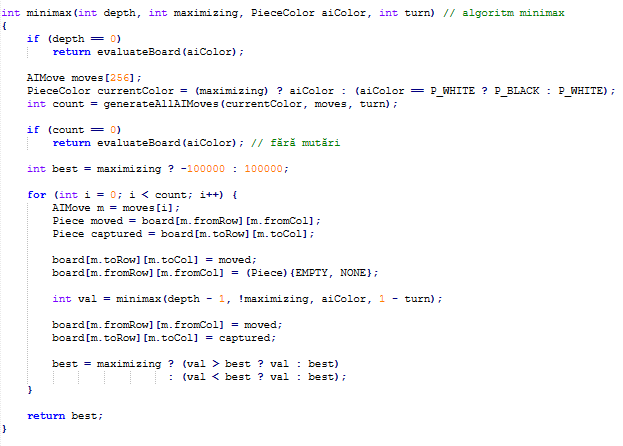 int minimax(int depth, int maximizing, PieceColor aiColor, int turn) // algoritm minimax
{
    if (depth == 0)
        return evaluateBoard(aiColor);

    AIMove moves[256];
    PieceColor currentColor = (maximizing) ? aiColor : (aiColor == P_WHITE ? P_BLACK : P_WHITE);
    int count = generateAllAIMoves(currentColor, moves, turn);

    if (count == 0)
        return evaluateBoard(aiColor); // fără mutări

    int best = maximizing ? -100000 : 100000;

    for (int i = 0; i < count; i++) {
        AIMove m = moves[i];
        Piece moved = board[m.fromRow][m.fromCol];
        Piece captured = board[m.toRow][m.toCol];

        board[m.toRow][m.toCol] = moved;
        board[m.fromRow][m.fromCol] = (Piece){EMPTY, NONE};

        int val = minimax(depth - 1, !maximizing, aiColor, 1 - turn);

        board[m.fromRow][m.fromCol] = moved;
        board[m.toRow][m.toCol] = captured;

        best = maximizing ? (val > best ? val : best)
                          : (val < best ? val : best);
    }

    return best;
}